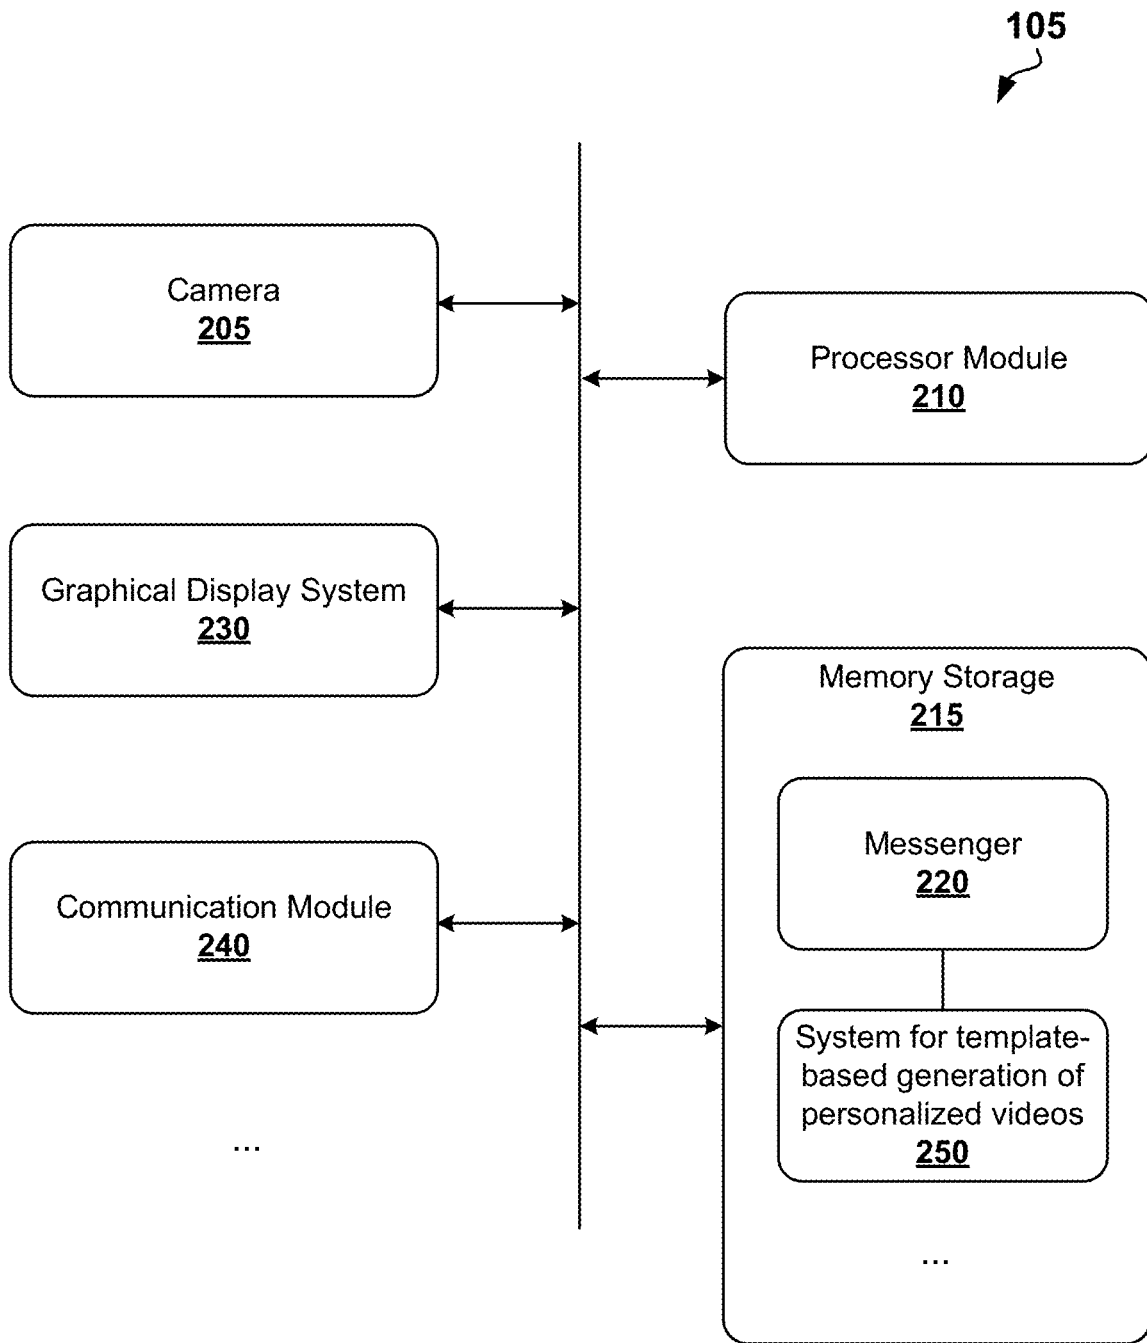 105
Camera
205
Processor Module
210
Graphical Display System
230
Memory Storage
215
Messenger
220
Communication Module
240
System for template-
based generation of
personalized videos
250
...
...